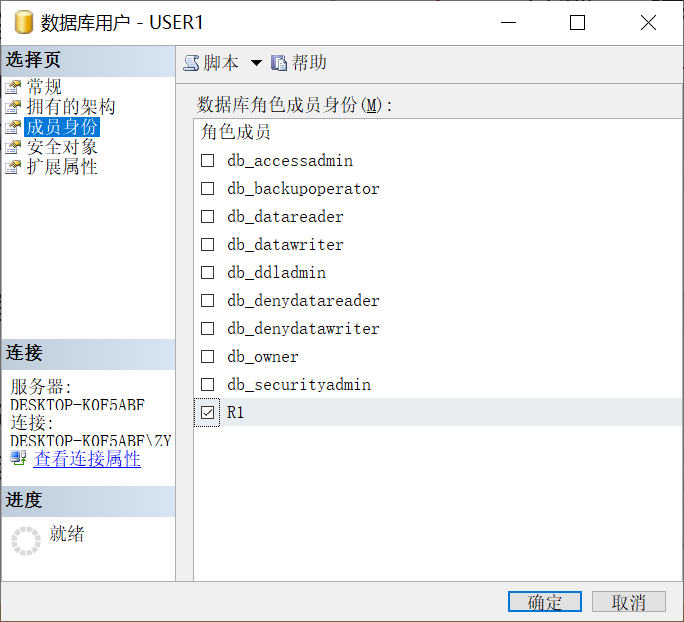 数据库用户 - USER1
选择页
常规
拥有的架构
成员身份
安全对象
扩展属性
脚本 帮助
数据库角色成员身份(M):
角色成员
db_accessadmin
db_backupoperator
db_datareader
db_datawriter
db_ddladmin
db_denydatareader
db_denydatawriter
db_owner
db_securityadmin
R1
连接
服务器:
DESKTOP-K0F5ABF
连接:
DESKTOP-K0F5ABF\ZY
查看连接属性
进度
就绪
确定 取消